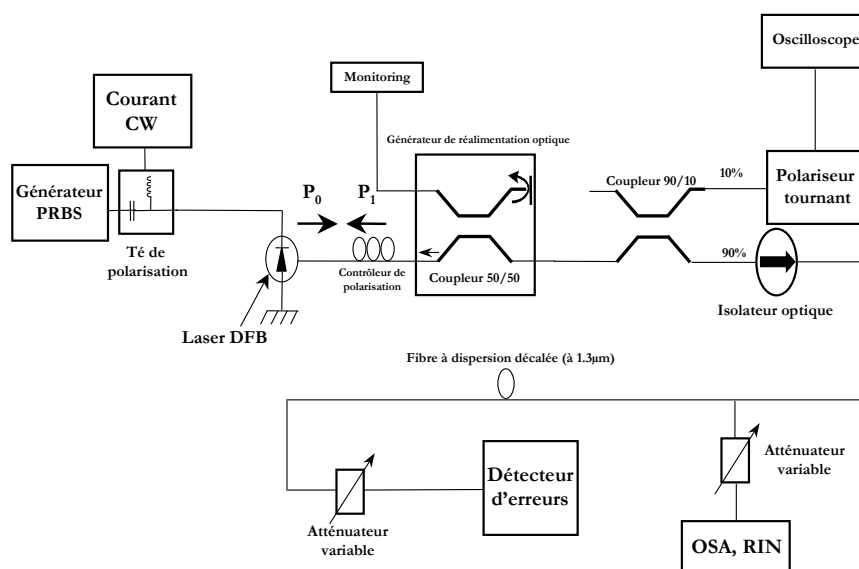 Oscilloscope
Monitoring
Courant
CW
Générateur de réalimentation optique
Générateur
PRBS
P0
P1
Coupleur 90/10
10%
Polariseur
tournant
Té de
polarisation
Contrôleur de
polarisation
Coupleur 50/50
90%
Isolateur optique
Laser DFB
Fibre à dispersion décalée (à 1.3µm)
Atténuateur
variable
Détecteur
d'erreurs
Atténuateur
variable
OSA, RIN